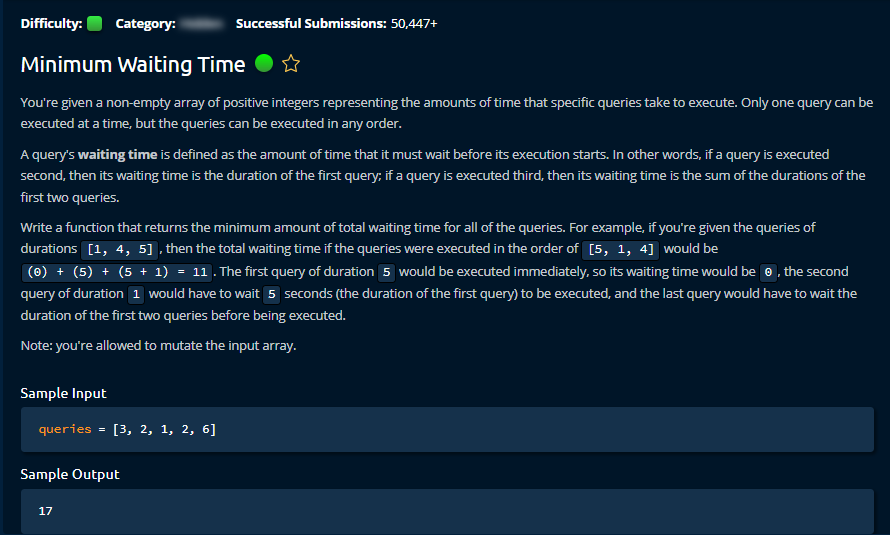 Difficulty: Category: Successful Submissions: 50,447+
Minimum Waiting Time
You're given a non-empty array of positive integers representing the amounts of time that specific queries take to execute. Only one query can be
executed at a time, but the queries can be executed in any order.
A query's waiting time is defined as the amount of time that it must wait before its execution starts. In other words, if a query is executed
second, then its waiting time is the duration of the first query; if a query is executed third, then its waiting time is the sum of the durations of the
first two queries.
Write a function that returns the minimum amount of total waiting time for all of the queries. For example, if you're given the queries of
durations [1, 4, 5] , then the total waiting time if the queries were executed in the order of [5, 1, 4] would be
(0) + (5) + (5 + 1) = 11 . The first query of duration 5 would be executed immediately, so its waiting time would be 0 , the second
query of duration 1 would have to wait 5 seconds (the duration of the first query) to be executed, and the last query would have to wait the
duration of the first two queries before being executed.
Note: you're allowed to mutate the input array.
Sample Input
queries = [3, 2, 1, 2, 6]
Sample Output
17